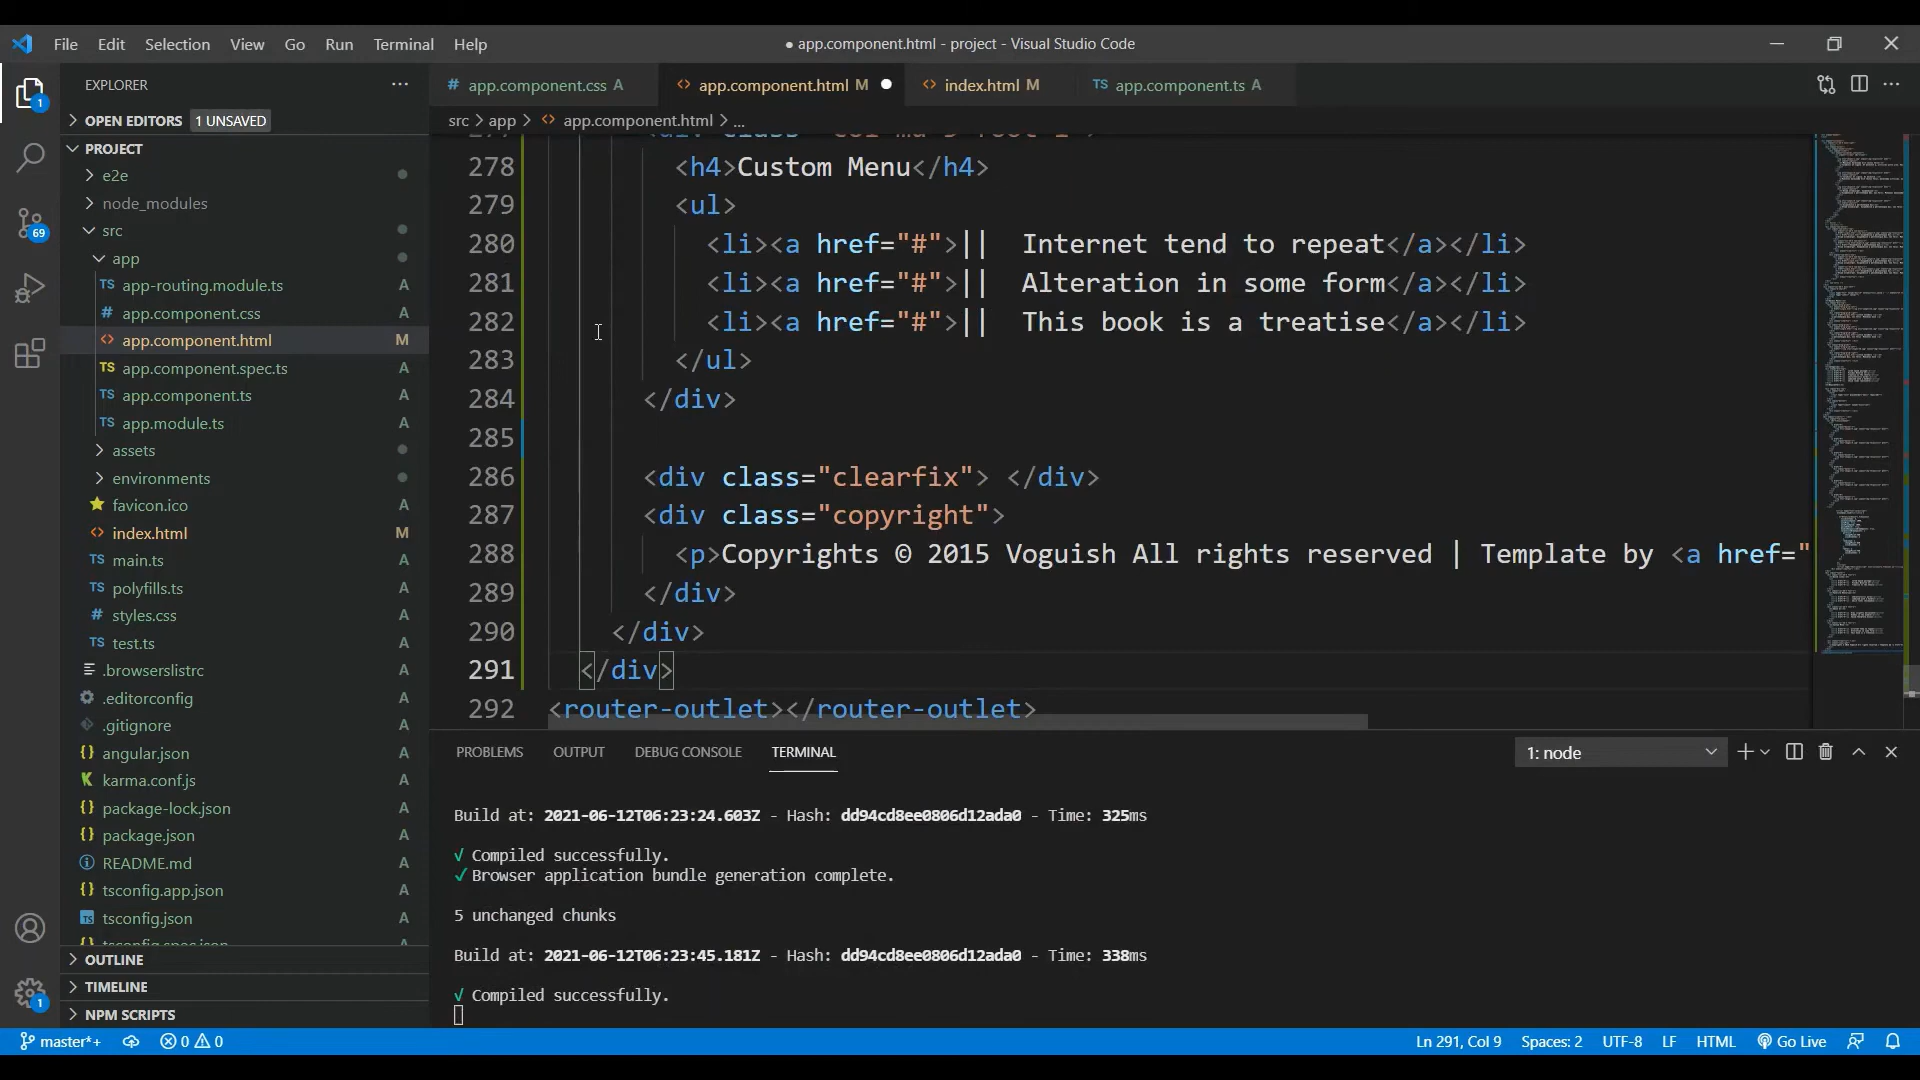 File Edit Selection View Go Run Terminal Help
● app.component.html - project - Visual Studio Code
EXPLORER
OPEN EDITORS 1 UNSAVED
PROJECT
e2e
node_modules
src
app
TS app-routing.module.ts A
# app.component.css A
<> app.component.html M
TS app.component.spec.ts A
TS app.component.ts A
TS app.module.ts A
assets
environments
favicon.ico A
<> index.html M
TS main.ts A
TS polyfills.ts A
# styles.css A
TS test.ts A
.browserslistrc A
.editorconfig A
.gitignore A
{} angular.json A
karma.conf.js A
{} package-lock.json A
{} package.json A
README.md A
{} tsconfig.app.json A
TS tsconfig.json A
tsconfig.spec.json
OUTLINE
TIMELINE
NPM SCRIPTS
1
69
1
# app.component.css A
<> app.component.html M ●
<> index.html M
TS app.component.ts A
src > app > <> app.component.html > ...
278 <h4>Custom Menu</h4>
279 <ul>
280 <li><a href="#">||  Internet tend to repeat</a></li>
281 <li><a href="#">||  Alteration in some form</a></li>
282 <li><a href="#">||  This book is a treatise</a></li>
283 </ul>
284 </div>
285
286 <div class="clearfix"> </div>
287 <div class="copyright">
288 <p>Copyrights © 2015 Voguish All rights reserved | Template by <a href="
289 </div>
290 </div>
291 </div>
292 <router-outlet></router-outlet>
PROBLEMS OUTPUT DEBUG CONSOLE TERMINAL
1: node
Build at: 2021-06-12T06:23:24.603Z - Hash: dd94cd8ee0806d12ada0 - Time: 325ms
√ Compiled successfully.
✓ Browser application bundle generation complete.
5 unchanged chunks
Build at: 2021-06-12T06:23:45.181Z - Hash: dd94cd8ee0806d12ada0 - Time: 338ms
√ Compiled successfully.
master*+ 0 0
Ln 291, Col 9 Spaces: 2 UTF-8 LF HTML Go Live